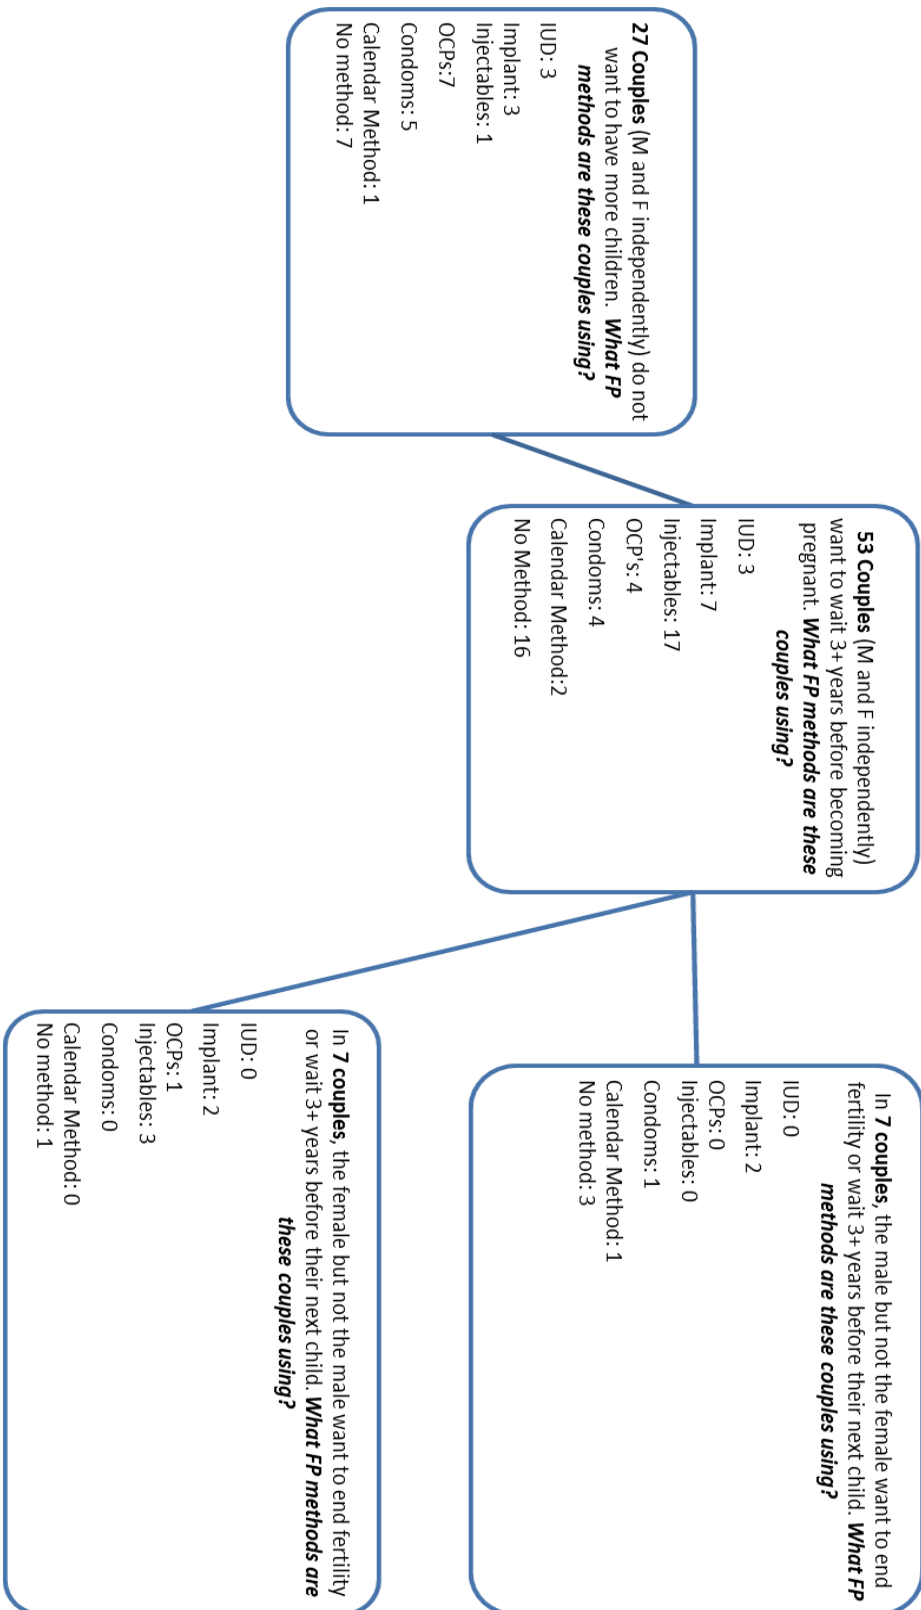 27 Couples (M and F independently) do not
want to have more children. What FP
methods are these couples using?
IUD: 3
Implant: 3
Injectables: 1
OCPs:7
Condoms: 5
Calendar Method: 1
No method: 7
53 Couples (M and F independently)
want to wait 3+ years before becoming
pregnant. What FP methods are these
couples using?
IUD: 3
Implant: 7
Injectables: 17
OCP's: 4
Condoms: 4
Calendar Method:2
No Method: 16
In 7 couples, the male but not the female want to end
fertility or wait 3+ years before their next child. What FP
methods are these couples using?
IUD: 0
Implant: 2
OCPs: 0
Injectables: 0
Condoms: 1
Calendar Method: 1
No method: 3
In 7 couples, the female but not the male want to end fertility
or wait 3+ years before their next child. What FP methods are
these couples using?
IUD: 0
Implant: 2
OCPs: 1
Injectables: 3
Condoms: 0
Calendar Method: 0
No method: 1